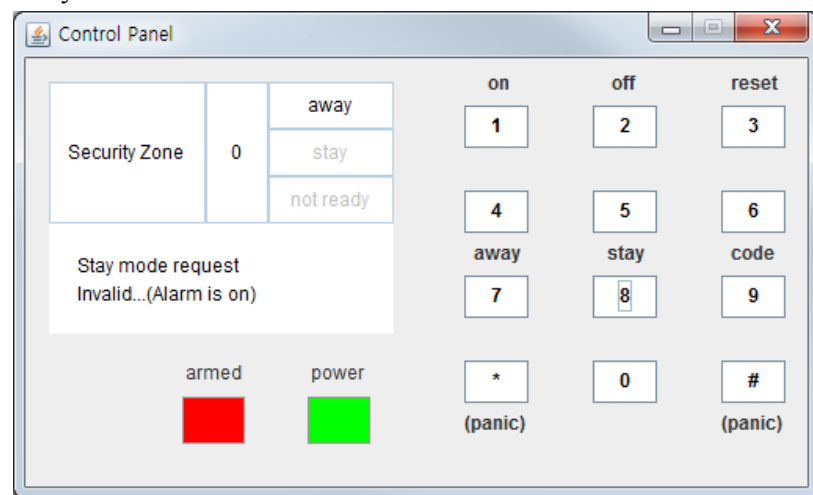 Control Panel
Security Zone 0 away
stay
not ready
Stay mode request
Invalid...(Alarm is on)
armed power
on off reset
1 2 3
4 5 6
away stay code
7 8 9
* 0 #
(panic) (panic)